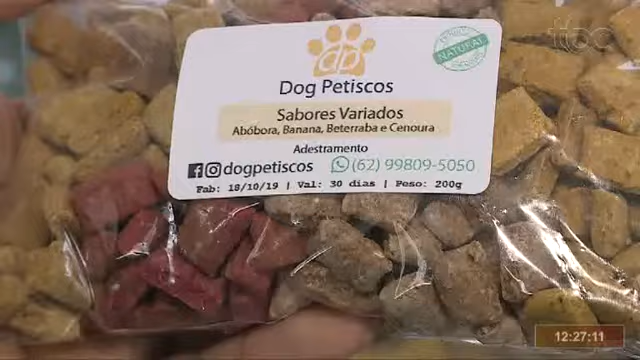 tbc
dp
NATURAL
Dog Petiscos
Sabores Variados
Abóbora, Banana, Beterraba e Cenoura
Adestramento
dogpetiscos (62) 99809-5050
Fab: 18/10/19 | Val: 30 dias | Peso: 200g
12:27:11